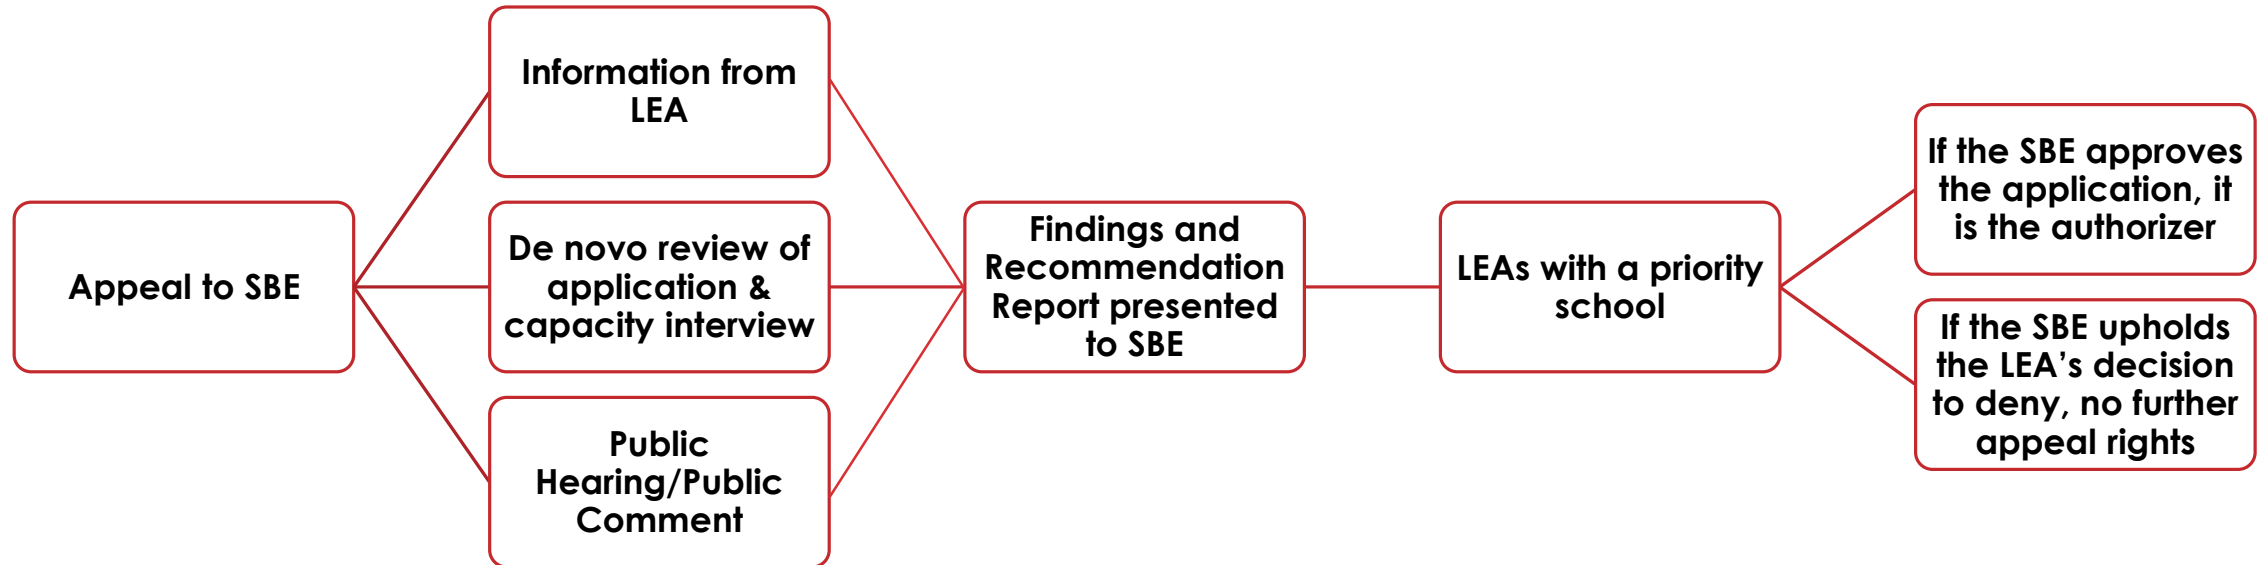 Appeal to SBE
Information from
LEA
De novo review of
application &
capacity interview
Public
Hearing/Public
Comment
Findings and
Recommendation
Report presented
to SBE
LEAs with a priority
school
If the SBE approves
the application, it
is the authorizer
If the SBE upholds
the LEA’s decision
to deny, no further
appeal rights